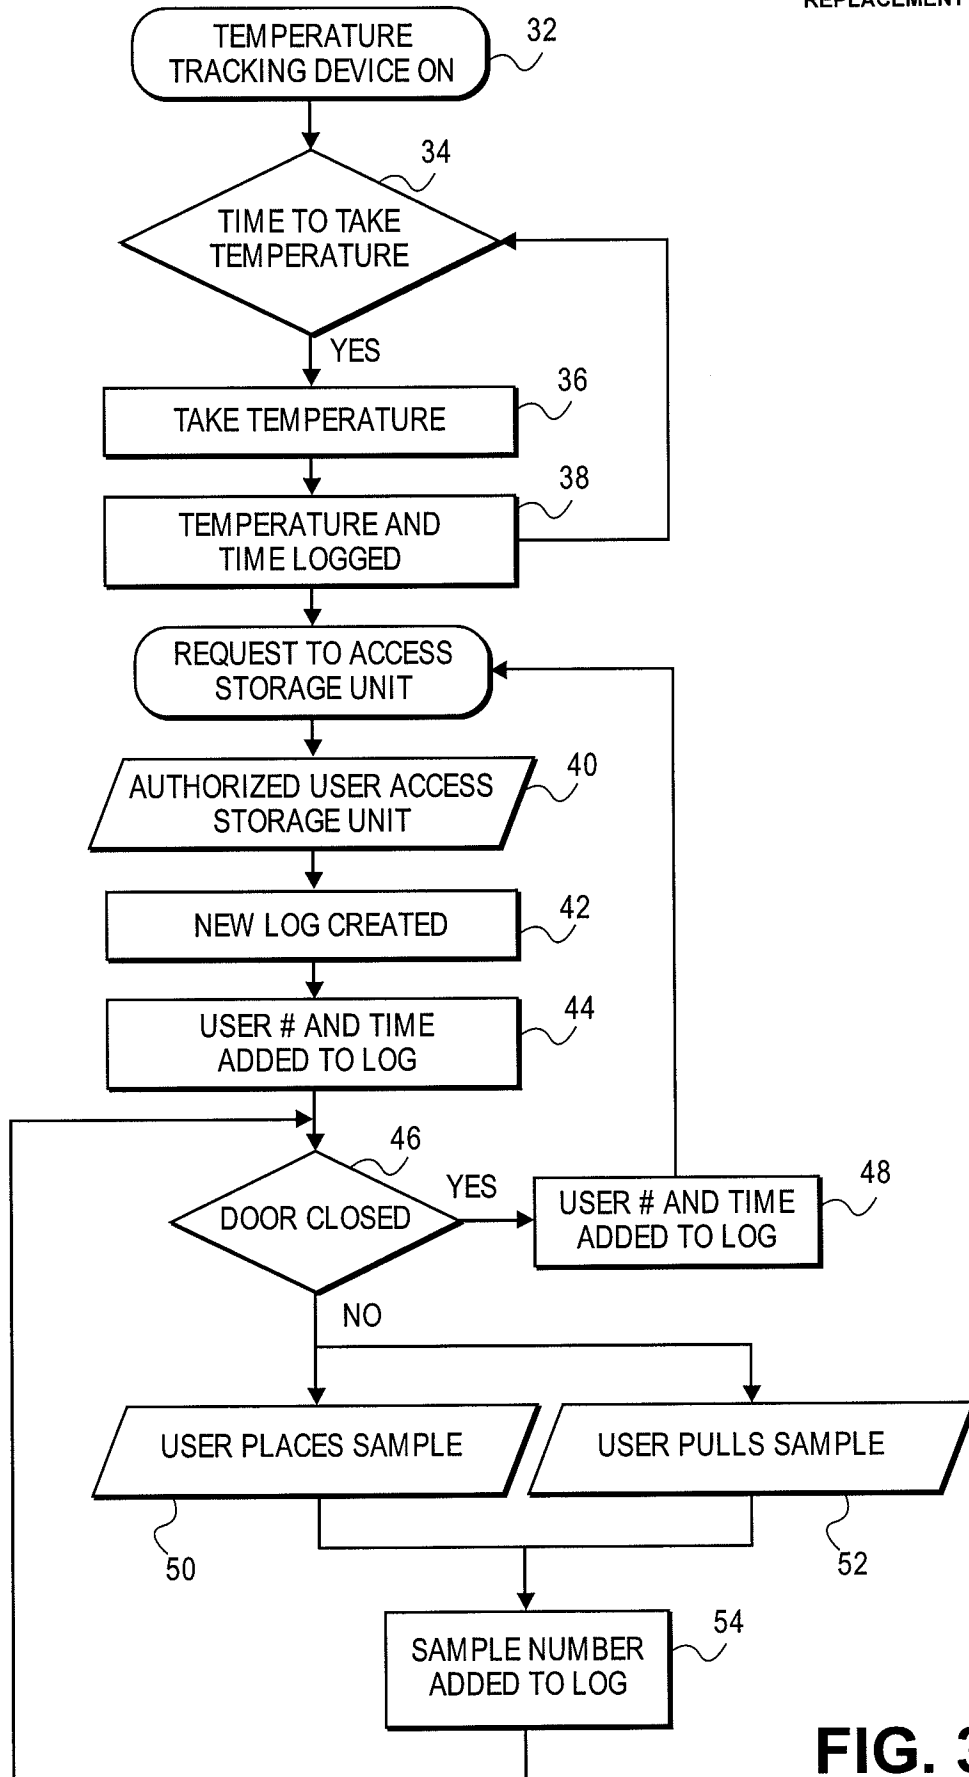 REPLACEMENT
TEMPERATURE
TRACKING DEVICE ON
32
34
TIME TO TAKE
TEMPERATURE
YES
36
TAKE TEMPERATURE
38
TEMPERATURE AND
TIME LOGGED
REQUEST TO ACCESS
STORAGE UNIT
40
AUTHORIZED USER ACCESS
STORAGE UNIT
42
NEW LOG CREATED
44
USER # AND TIME
ADDED TO LOG
46
DOOR CLOSED
YES
48
USER # AND TIME
ADDED TO LOG
NO
USER PLACES SAMPLE
USER PULLS SAMPLE
50
52
54
SAMPLE NUMBER
ADDED TO LOG
FIG. 3